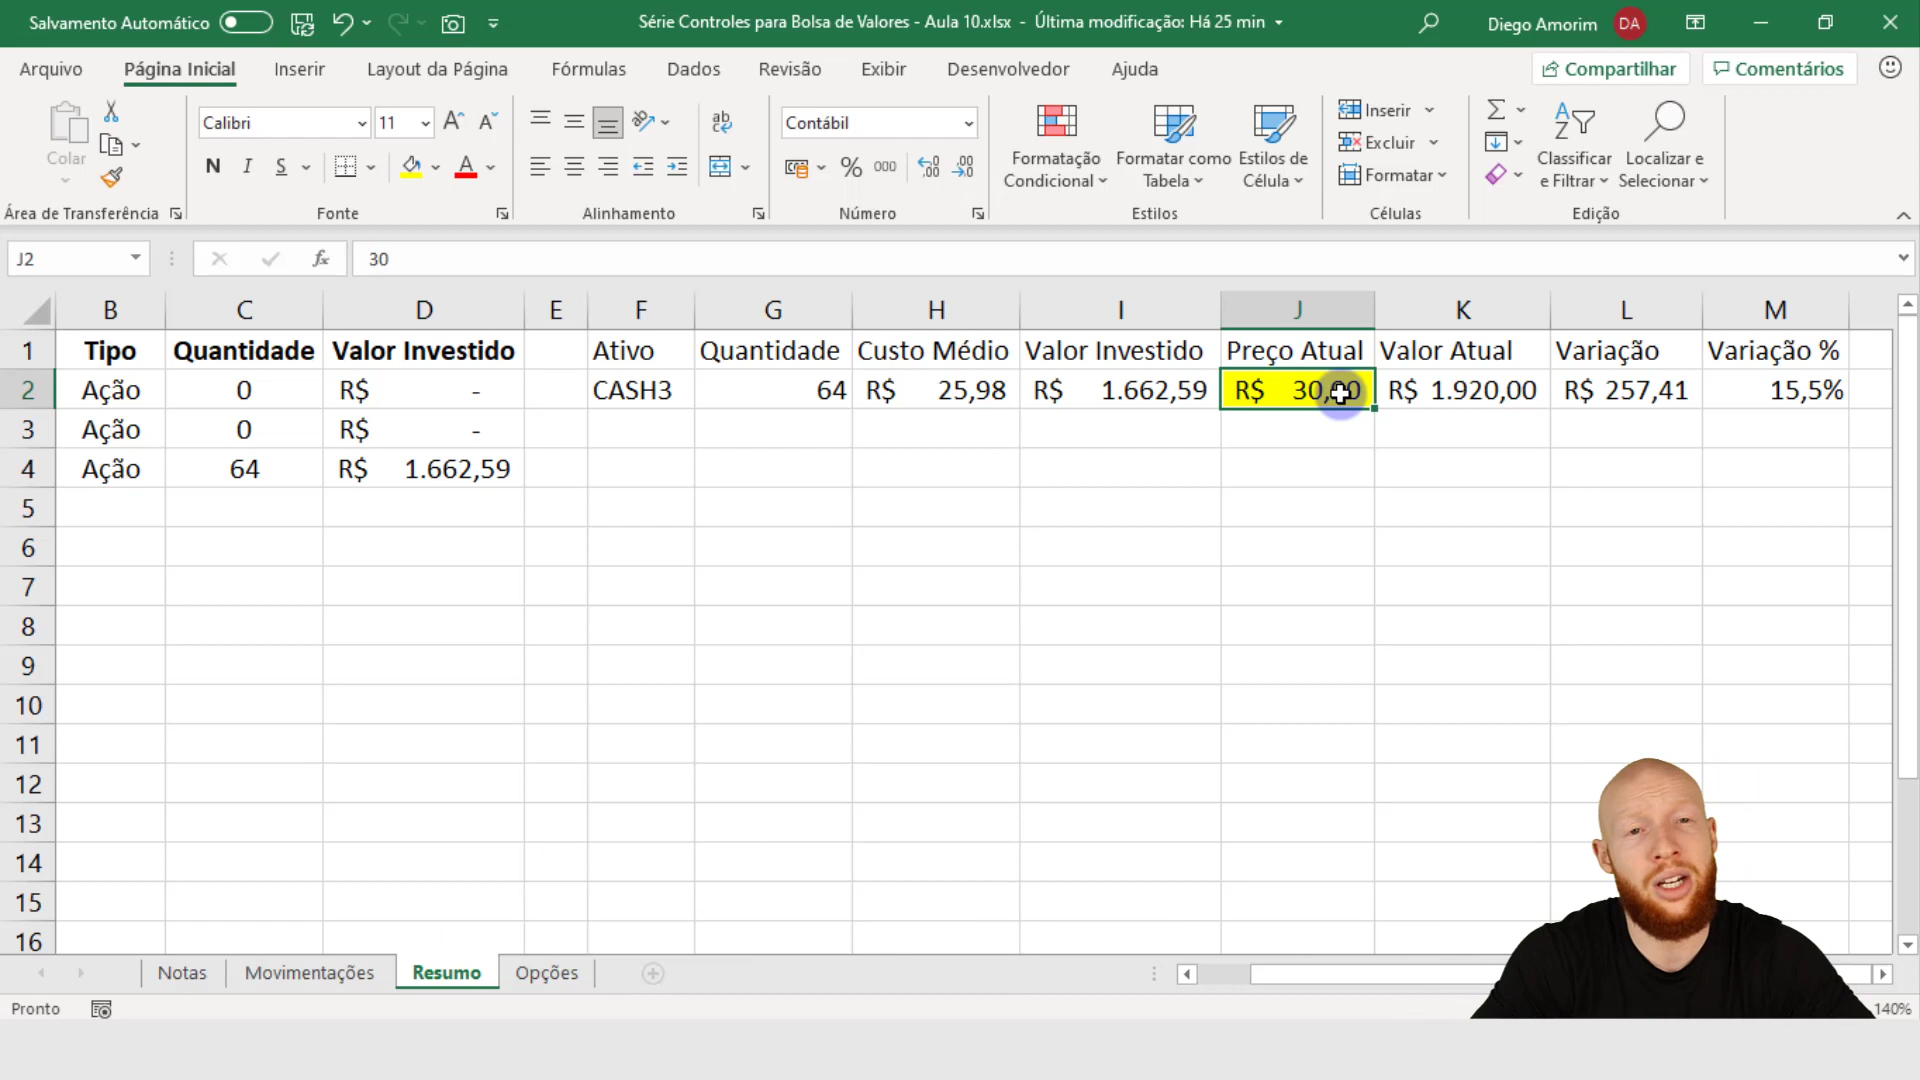 Salvamento Automático
Série Controles para Bolsa de Valores - Aula 10.xlsx - Última modificação: Há 25 min
Diego Amorim DA
Arquivo Página Inicial Inserir Layout da Página Fórmulas Dados Revisão Exibir Desenvolvedor Ajuda Compartilhar Comentários
Colar
Área de Transferência
Calibri 11
N I S
Fonte
ab
Alinhamento
Contábil
% 000
Número
Formatação Condicional
Formatar como Tabela
Estilos de Célula
Estilos
Inserir
Excluir
Formatar
Células
Classificar e Filtrar
Localizar e Selecionar
Edição
J2 fx 30
B C D E F G H I J K L M
1 Tipo Quantidade Valor Investido Ativo Quantidade Custo Médio Valor Investido Preço Atual Valor Atual Variação Variação %
2 Ação 0 R$ - CASH3 64 R$ 25,98 R$ 1.662,59 R$ 30,00 R$ 1.920,00 R$ 257,41 15,5%
3 Ação 0 R$ -
4 Ação 64 R$ 1.662,59
5
6
7
8
9
10
11
12
13
14
15
16
Notas Movimentações Resumo Opções
Pronto
140%